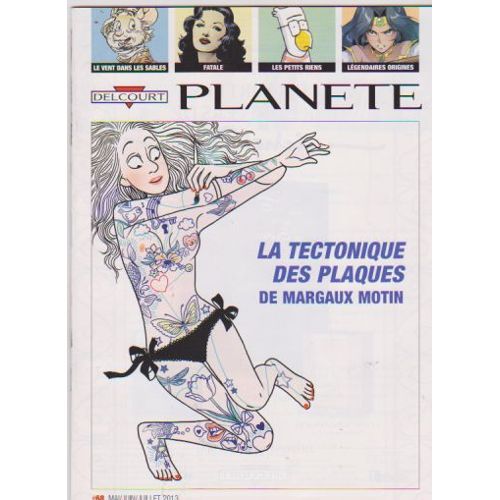 LE VENT DANS LES SABLES
FATALE
LES PETITS RIENS
LÉGENDAIRES ORIGINES
DELCOURT
PLANETE
LA TECTONIQUE
DES PLAQUES
DE MARGAUX MOTIN
#68 MAI/JUIN/JUILLET 2013